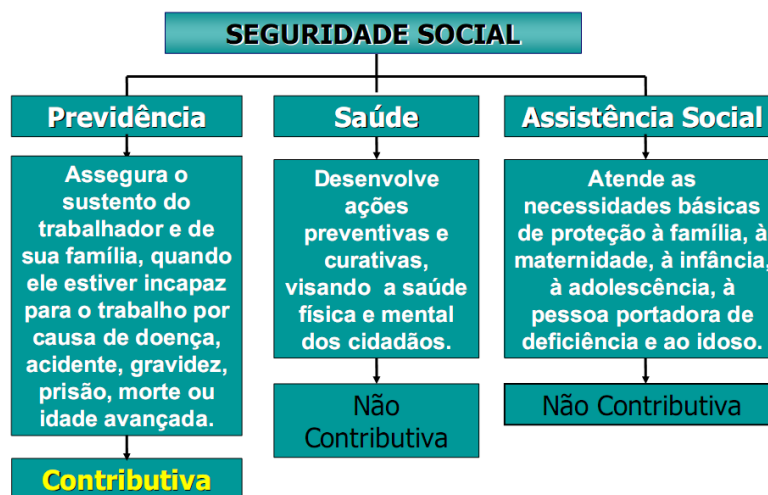 SEGURIDADE SOCIAL
Previdência
Assegura o
sustento do
trabalhador e de
sua família, quando
ele estiver incapaz
para o trabalho por
causa de doença,
acidente, gravidez,
prisão, morte ou
idade avançada.
Contributiva
Saúde
Desenvolve
ações
preventivas e
curativas,
visando a saúde
física e mental
dos cidadãos.
Não
Contributiva
Assistência Social
Atende as
necessidades básicas
de proteção à família, à
maternidade, à infância,
à adolescência, à
pessoa portadora de
deficiência e ao idoso.
Não Contributiva